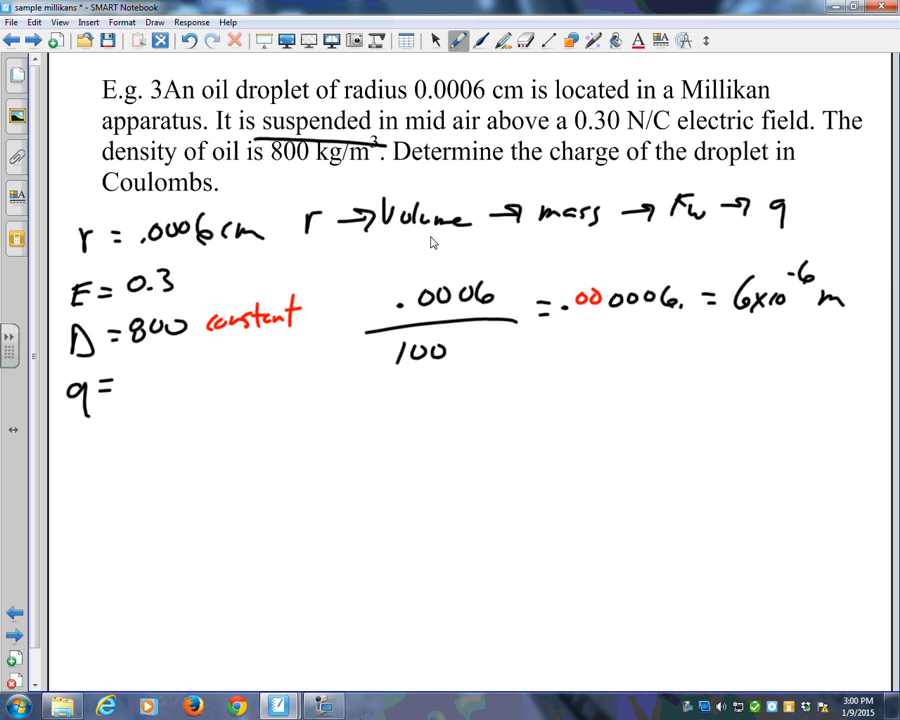 sample millikans * - SMART Notebook
File Edit View Insert Format Draw Response Help
E.g. 3An oil droplet of radius 0.0006 cm is located in a Millikan
apparatus. It is suspended in mid air above a 0.30 N/C electric field. The
density of oil is 800 kg/m³. Determine the charge of the droplet in
Coulombs.
r = .0006 cm r → Volume → mass → Fw → q
E = 0.3
D = 800 constant
.0006 / 100 = .000006. = 6x10⁻⁶ m
q =
3:00 PM
1/9/2015